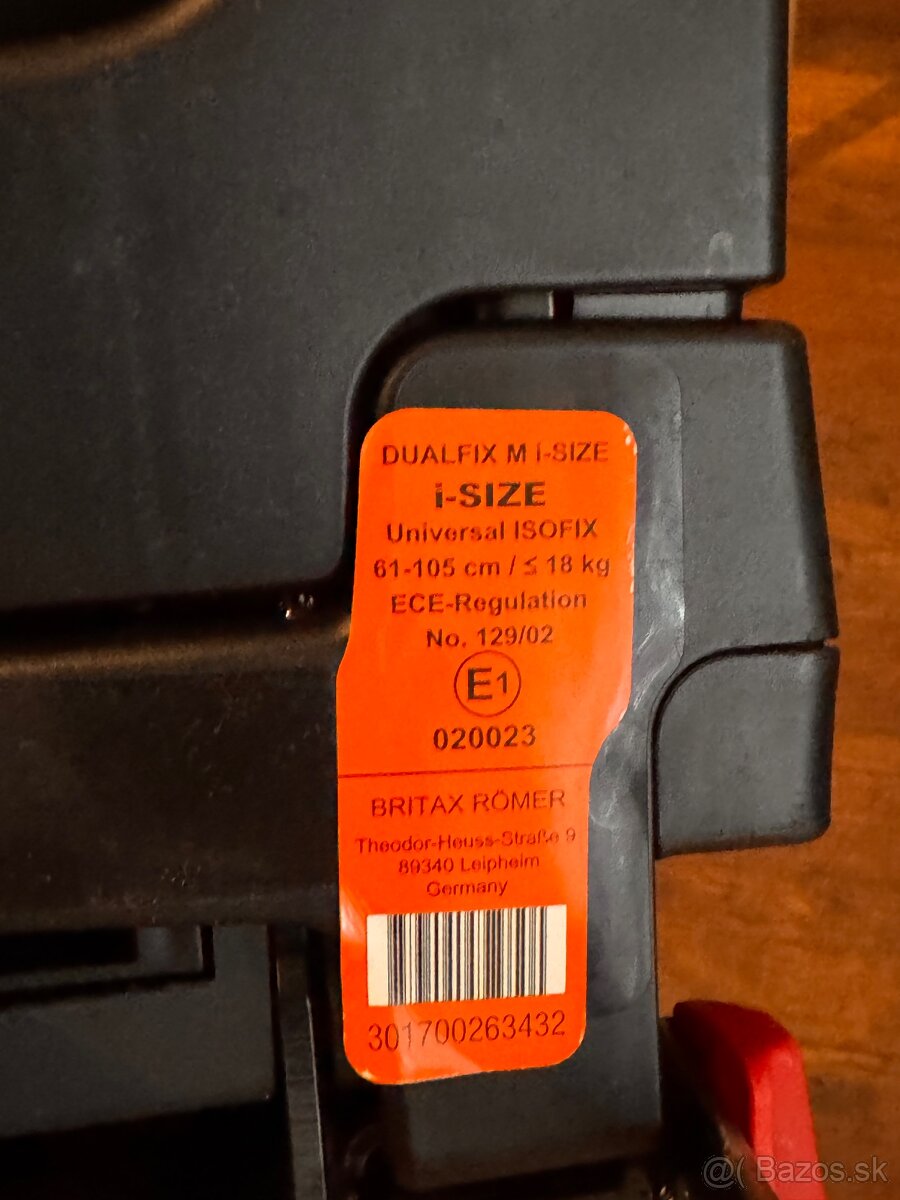 DUALFIX M i-SIZE
i-SIZE
Universal ISOFIX
61-105 cm / ≤ 18 kg
ECE-Regulation
No. 129/02
E1
020023
BRITAX RÖMER
Theodor-Heuss-Straße 9
89340 Leipheim
Germany
301700263432
@( Bazos.sk